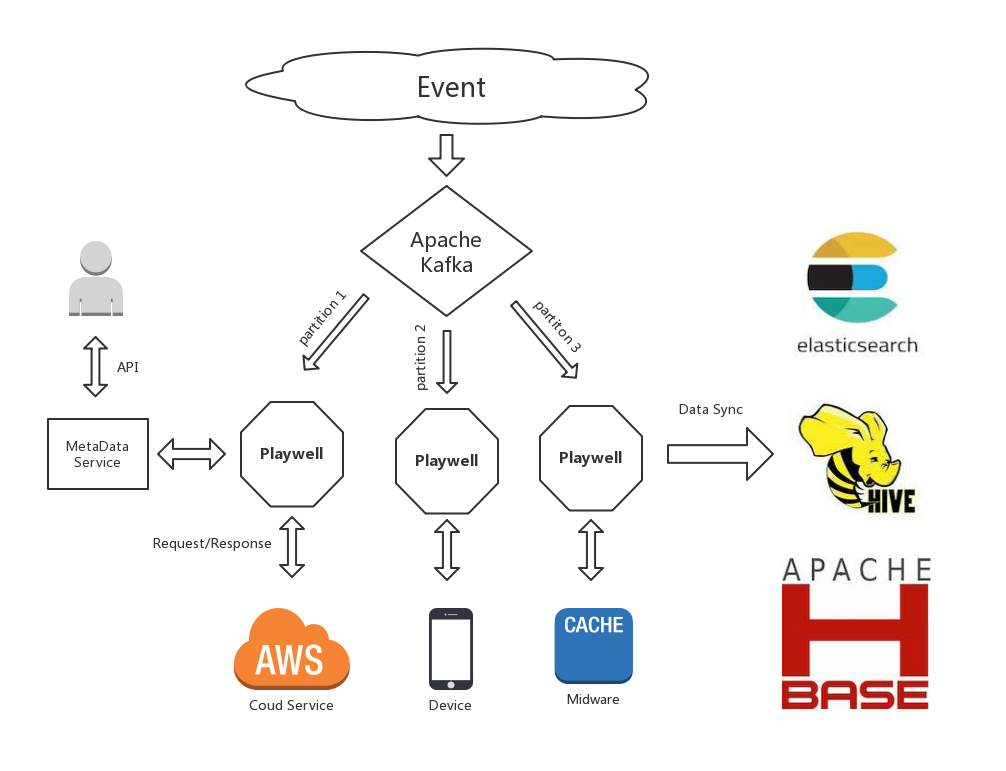 Event
Apache
Kafka
partition 1
partition 2
partiton 3
elasticsearch
API
MetaData
Service
Playwell
Playwell
Playwell
Data Sync
HIVE
Request/Response
APACHE
H
BASE
AWS
CACHE
Coud Service
Device
Midware